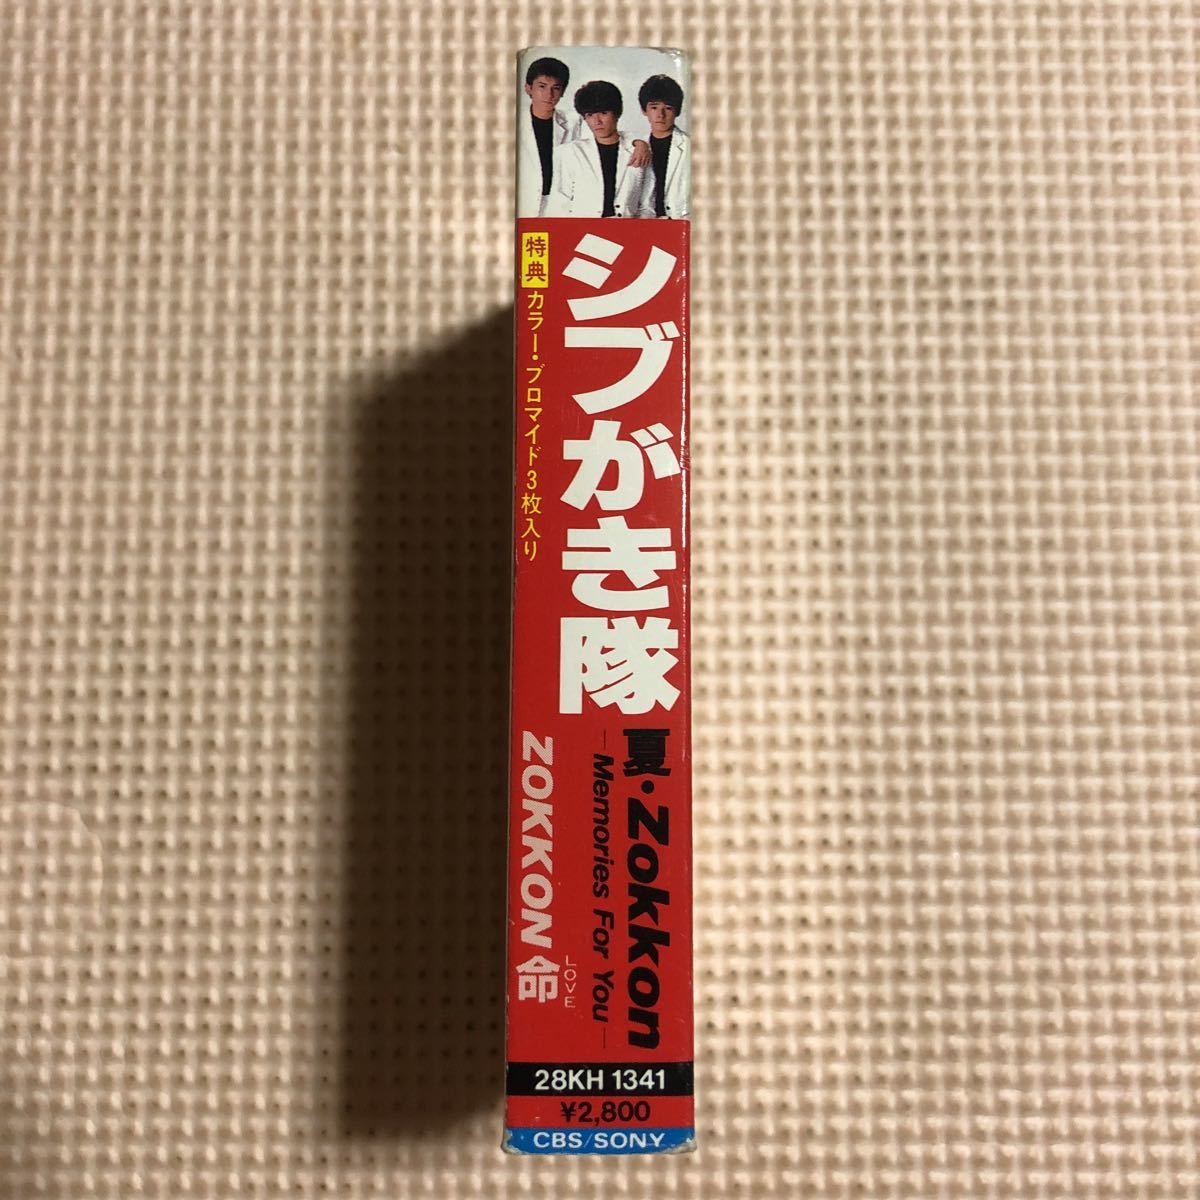 シブがき隊
特典 カラー・ブロマイド3枚入り
夏・Zokkon
—Memories For You—
ZOKKON命
LOVE
28KH 1341
¥2,800
CBS/SONY